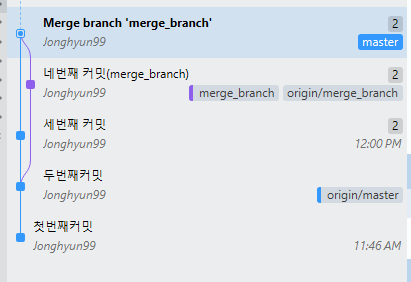 Merge branch 'merge_branch' 2
Jonghyun99 master
네번째 커밋(merge_branch) 2
Jonghyun99 merge_branch origin/merge_branch
세번째 커밋 2
Jonghyun99 12:00 PM
두번째커밋
Jonghyun99 origin/master
첫번째커밋
Jonghyun99 11:46 AM